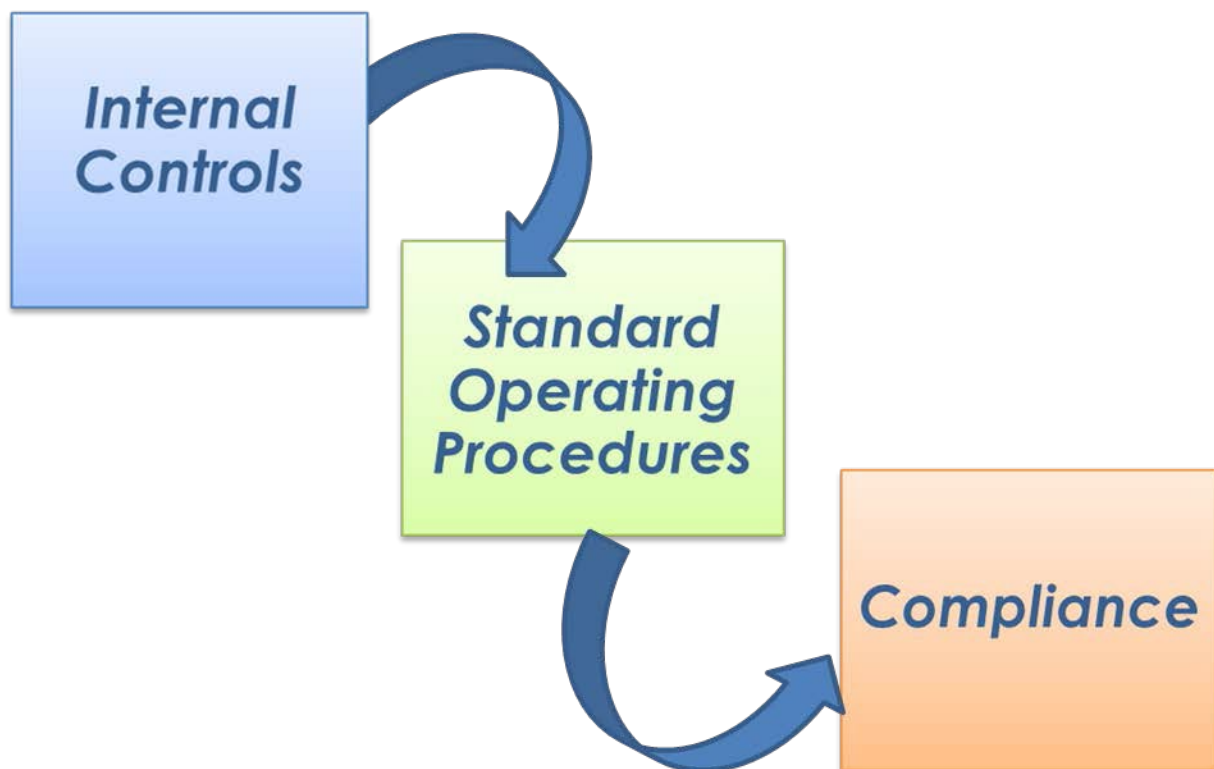 Internal
Controls
Standard
Operating
Procedures
Compliance